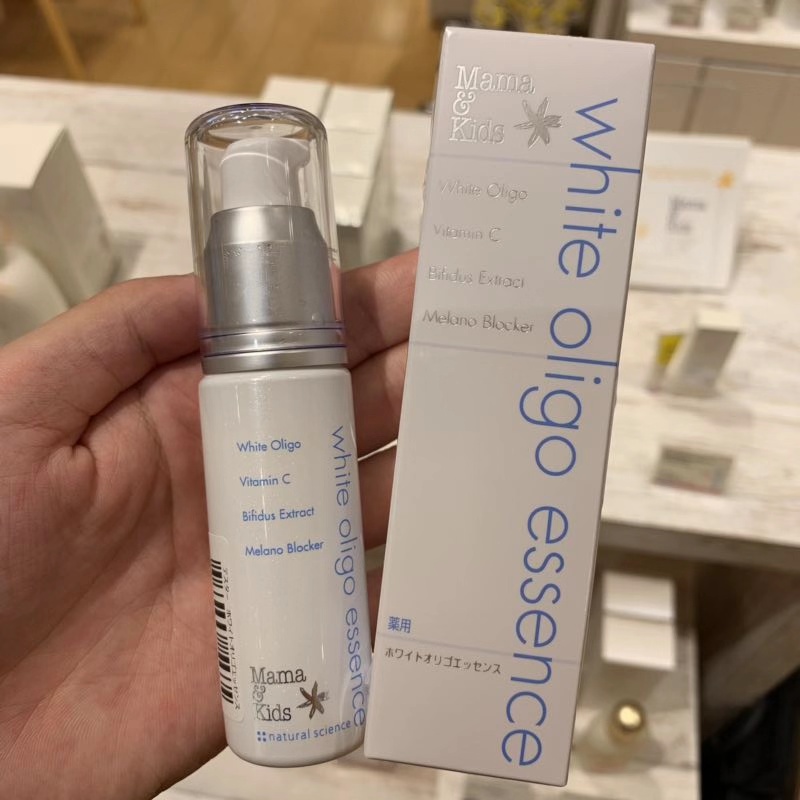 White Oligo
Vitamin C
Bifidus Extract
Melano Blocker
white oligo essence
Mama
&
Kids
natural science
Mama
&
Kids
White Oligo
Vitamin C
Bifidus Extract
Melano Blocker
white oligo essence
薬用
ホワイトオリゴエッセンス